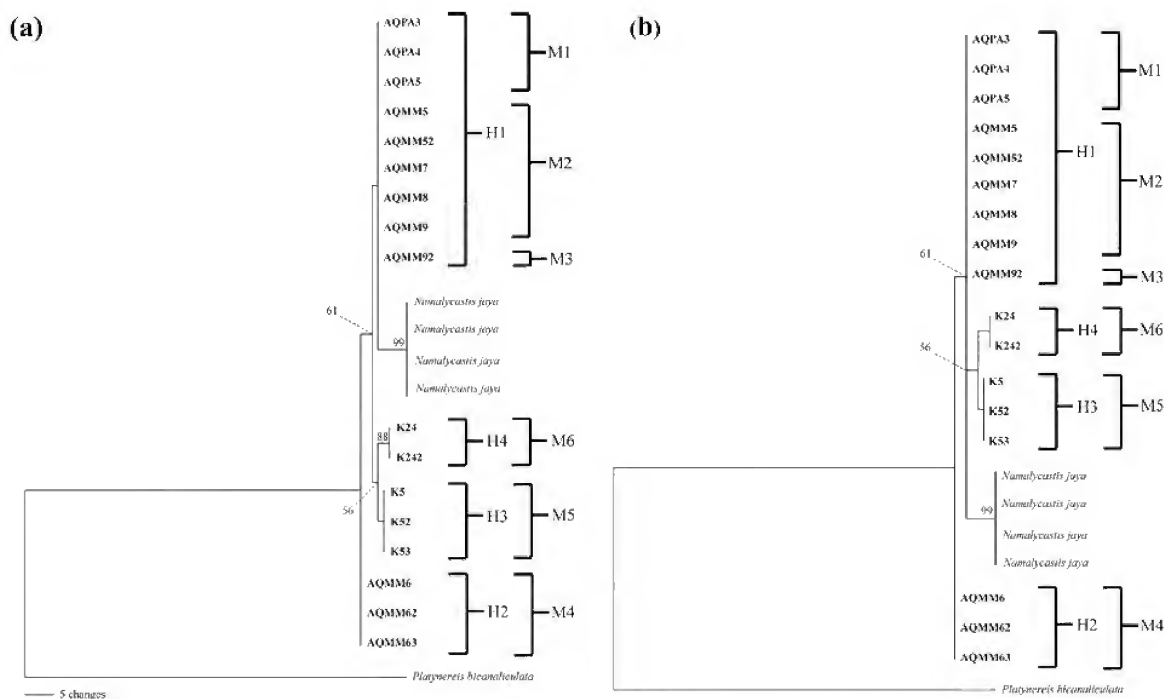 (a)
AQPA3
AQPA4
AQPA5
AQMM5
AQMM52
AQMM7
AQMM8
AQMM9
AQMM92
H1
M1
M2
M3
61
Namalycastis jaya
Namalycastis jaya
Namalycastis jaya
Namalycastis jaya
99
K24
K242
88
H4
M6
K5
K52
K53
56
H3
M5
AQMM6
AQMM62
AQMM63
H2
M4
Platynereis bicanaliculata
5 changes
(b)
AQPA3
AQPA4
AQPA5
AQMM5
AQMM52
AQMM7
AQMM8
AQMM9
AQMM92
H1
M1
M2
M3
61
K24
K242
H4
M6
56
K5
K52
K53
H3
M5
Namalycastis jaya
Namalycastis jaya
Namalycastis jaya
Namalycastis jaya
99
AQMM6
AQMM62
AQMM63
H2
M4
Platynereis bicanaliculata